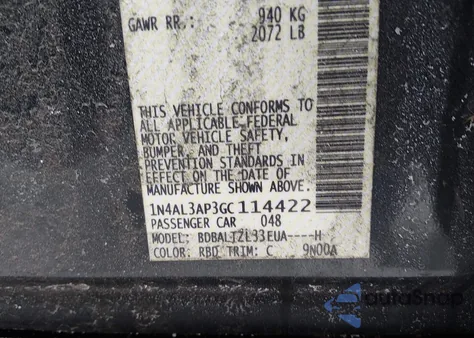 GAWR RR.: 940 KG
2072 LB
THIS VEHICLE CONFORMS TO
ALL APPLICABLE FEDERAL
MOTOR VEHICLE SAFETY,
BUMPER, AND THEFT
PREVENTION STANDARDS IN
EFFECT ON THE DATE OF
MANUFACTURE SHOWN ABOVE.
1N4AL3AP3GC114422
PASSENGER CAR 048
MODEL: BDBALTZL33EUA----H
COLOR: RBD TRIM: C 9N00A
autoSnap